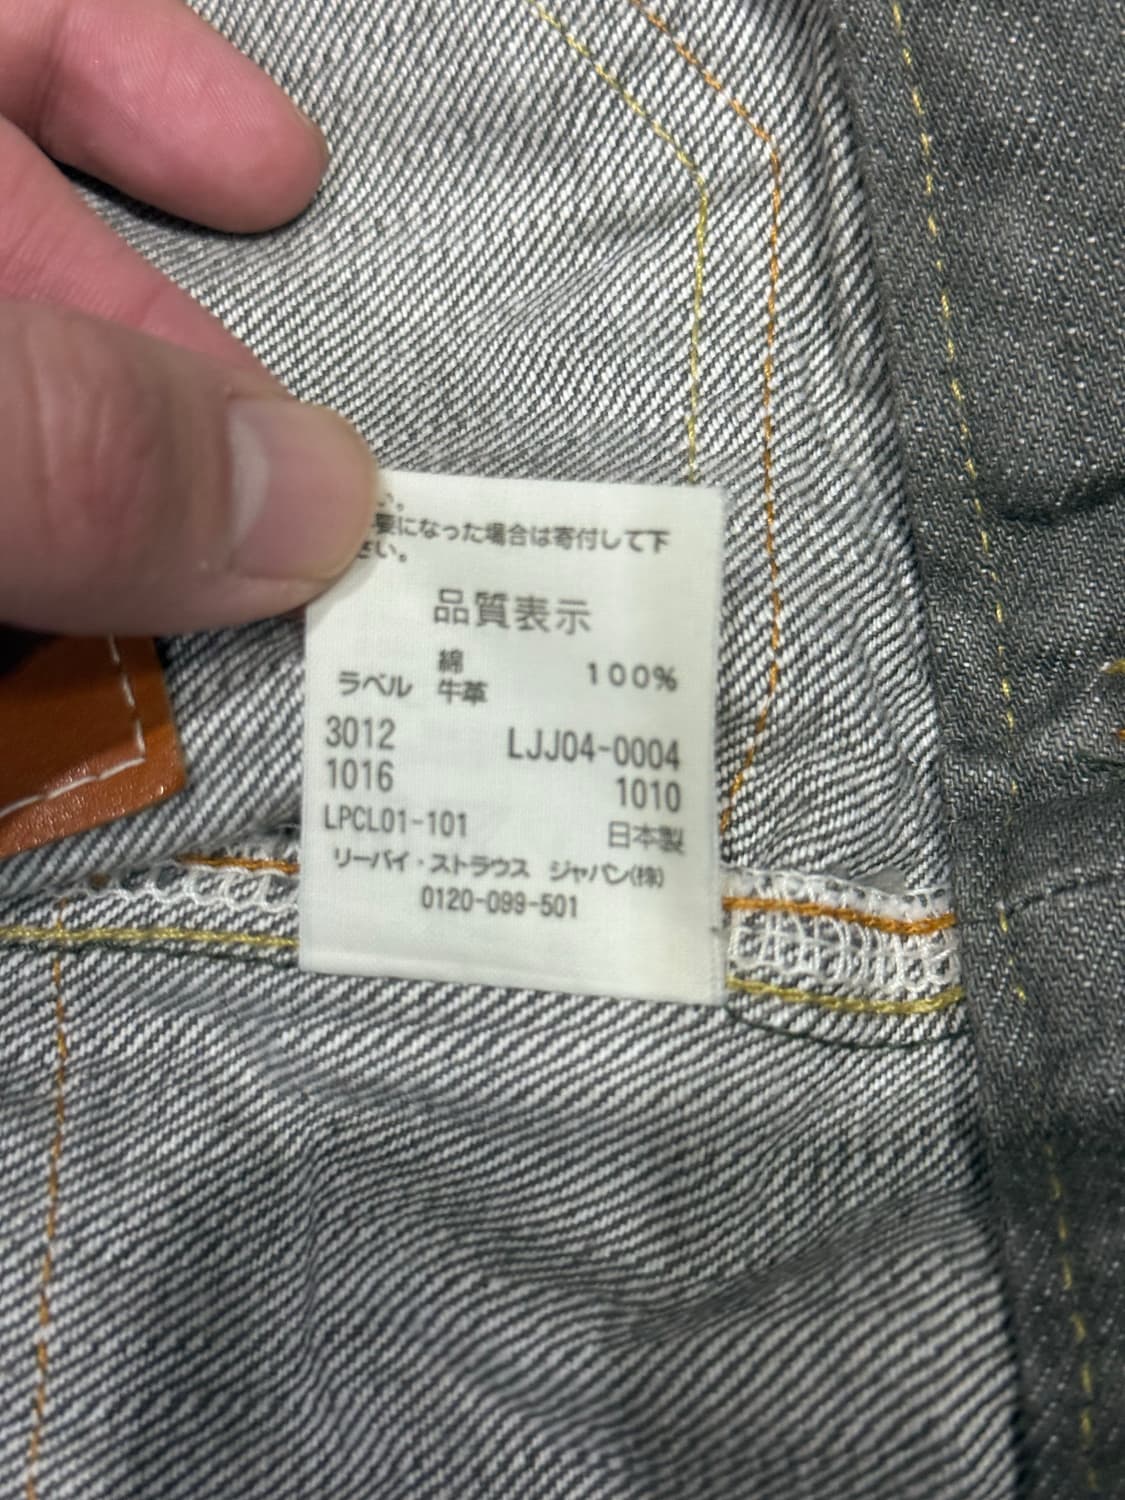 い。
要になった場合は寄付して下
さい。
品質表示
綿 100%
ラベル 牛革
3012 LJJ04-0004
1016 1010
LPCL01-101 日本製
リーバイ・ストラウス ジャパン(株)
0120-099-501